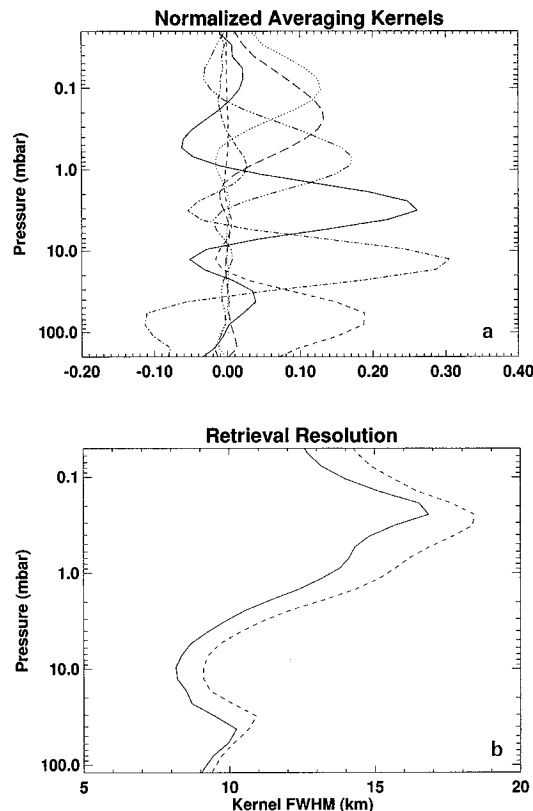 Normalized Averaging Kernels
0.1
1.0
10.0
100.0
Pressure (mbar)
a
-0.20 -0.10 0.00 0.10 0.20 0.30 0.40
Retrieval Resolution
0.1
1.0
10.0
100.0
Pressure (mbar)
b
5 10 15 20
Kernel FWHM (km)